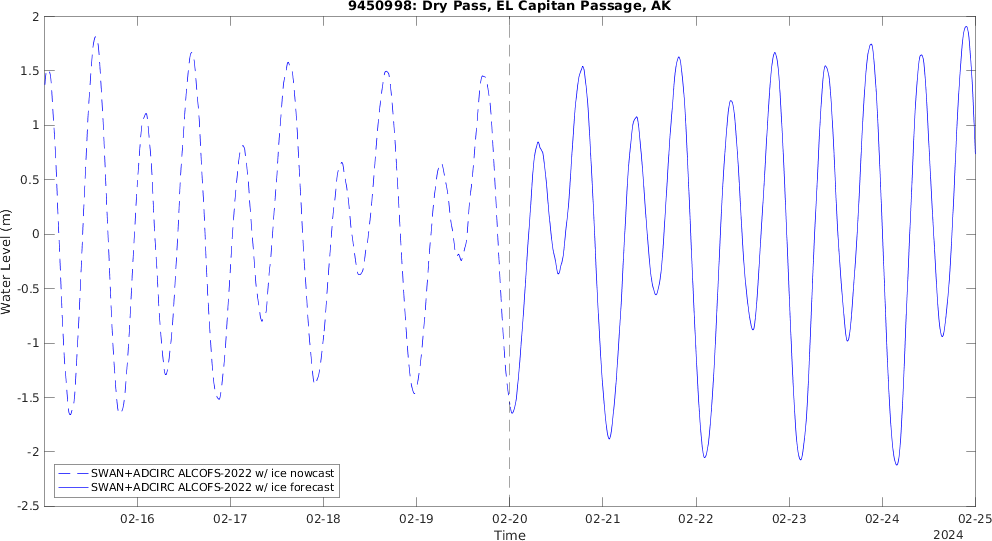 9450998: Dry Pass, EL Capitan Passage, AK
2
1.5
1
0.5
0
-0.5
-1
-1.5
-2
-2.5
Water Level (m)
SWAN+ADCIRC ALCOFS-2022 w/ ice nowcast
SWAN+ADCIRC ALCOFS-2022 w/ ice forecast
02-16 02-17 02-18 02-19 02-20 02-21 02-22 02-23 02-24 02-25
Time
2024